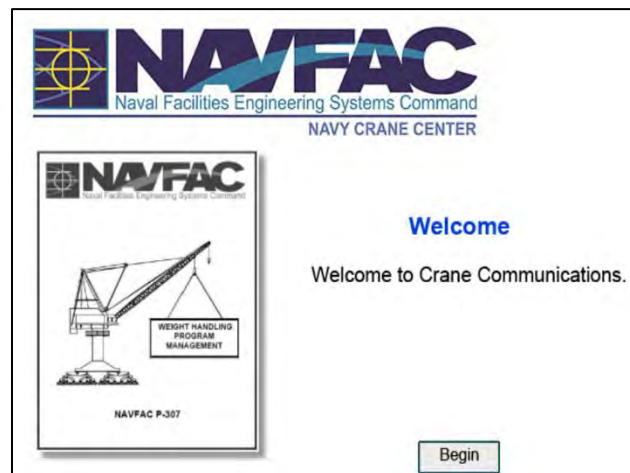 NAVFAC
Naval Facilities Engineering Systems Command
NAVY CRANE CENTER
NAVFAC
Naval Facilities Engineering Systems Command
WEIGHT HANDLING
PROGRAM
MANAGEMENT
NAVFAC P-307
Welcome
Welcome to Crane Communications.
Begin